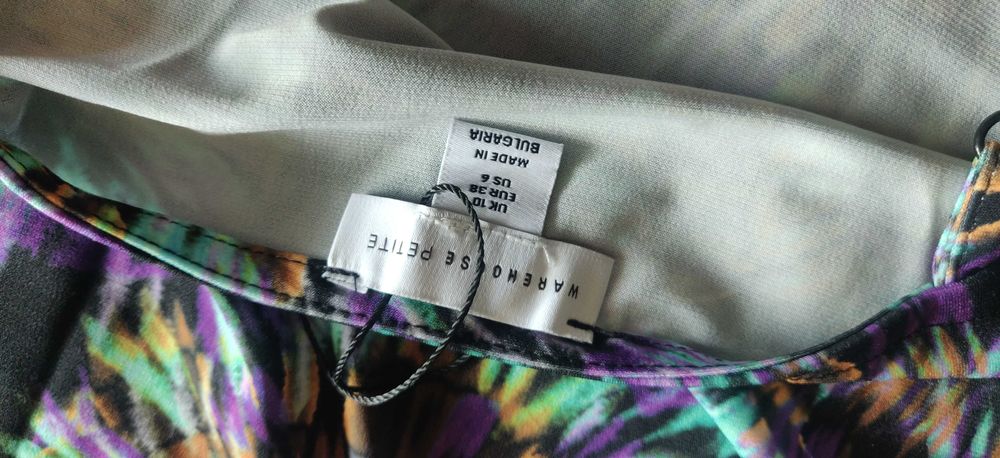 WAREHOUSE PETITE
UK 10
EUR 38
US 6
MADE IN
BULGARIA